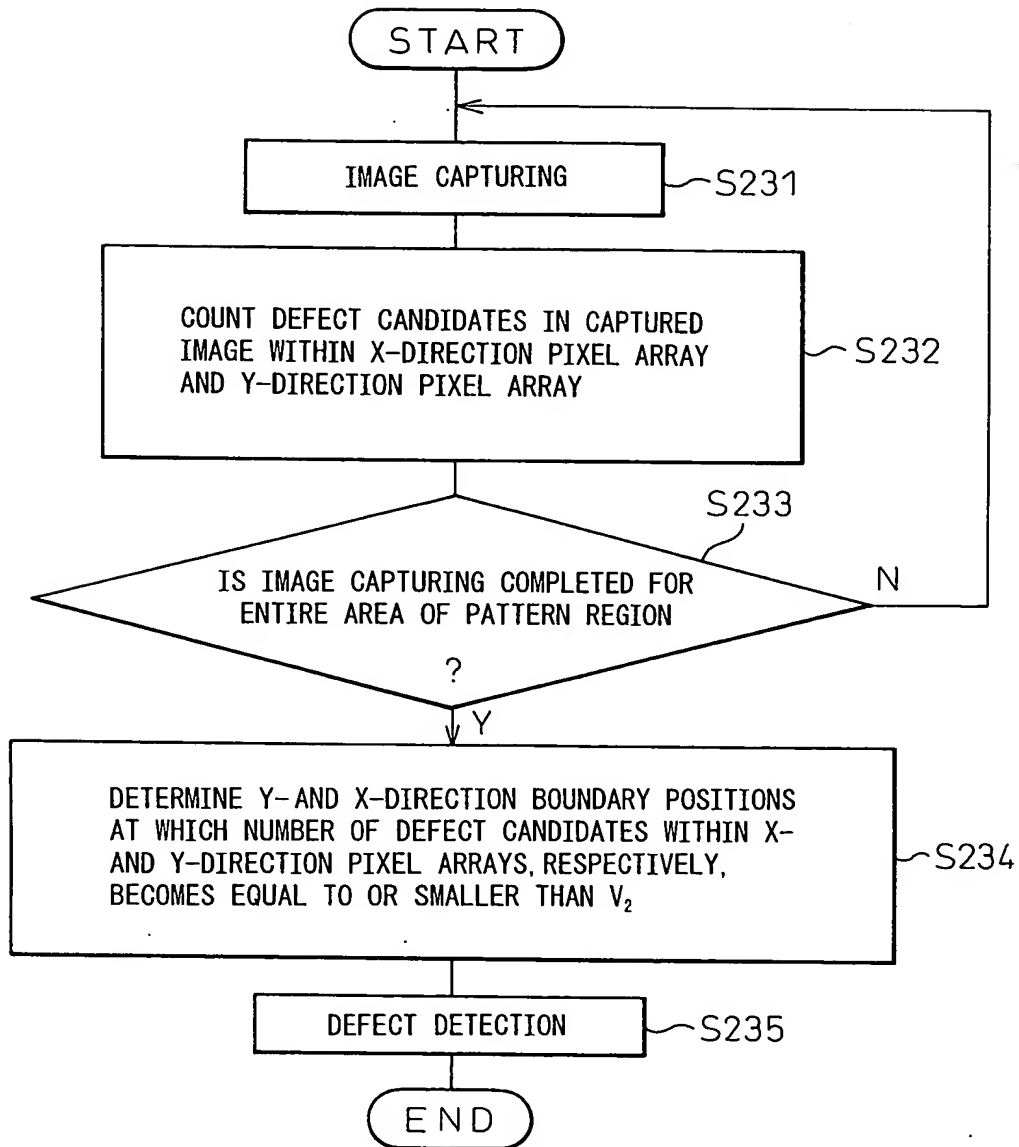 START
IMAGE CAPTURING
S231
COUNT DEFECT CANDIDATES IN CAPTURED
IMAGE WITHIN X-DIRECTION PIXEL ARRAY
AND Y-DIRECTION PIXEL ARRAY
S232
S233
IS IMAGE CAPTURING COMPLETED FOR
ENTIRE AREA OF PATTERN REGION
?
N
Y
DETERMINE Y-AND X-DIRECTION BOUNDARY POSITIONS
AT WHICH NUMBER OF DEFECT CANDIDATES WITHIN X-
AND Y-DIRECTION PIXEL ARRAYS, RESPECTIVELY,
BECOMES EQUAL TO OR SMALLER THAN V₂
S234
DEFECT DETECTION
S235
END